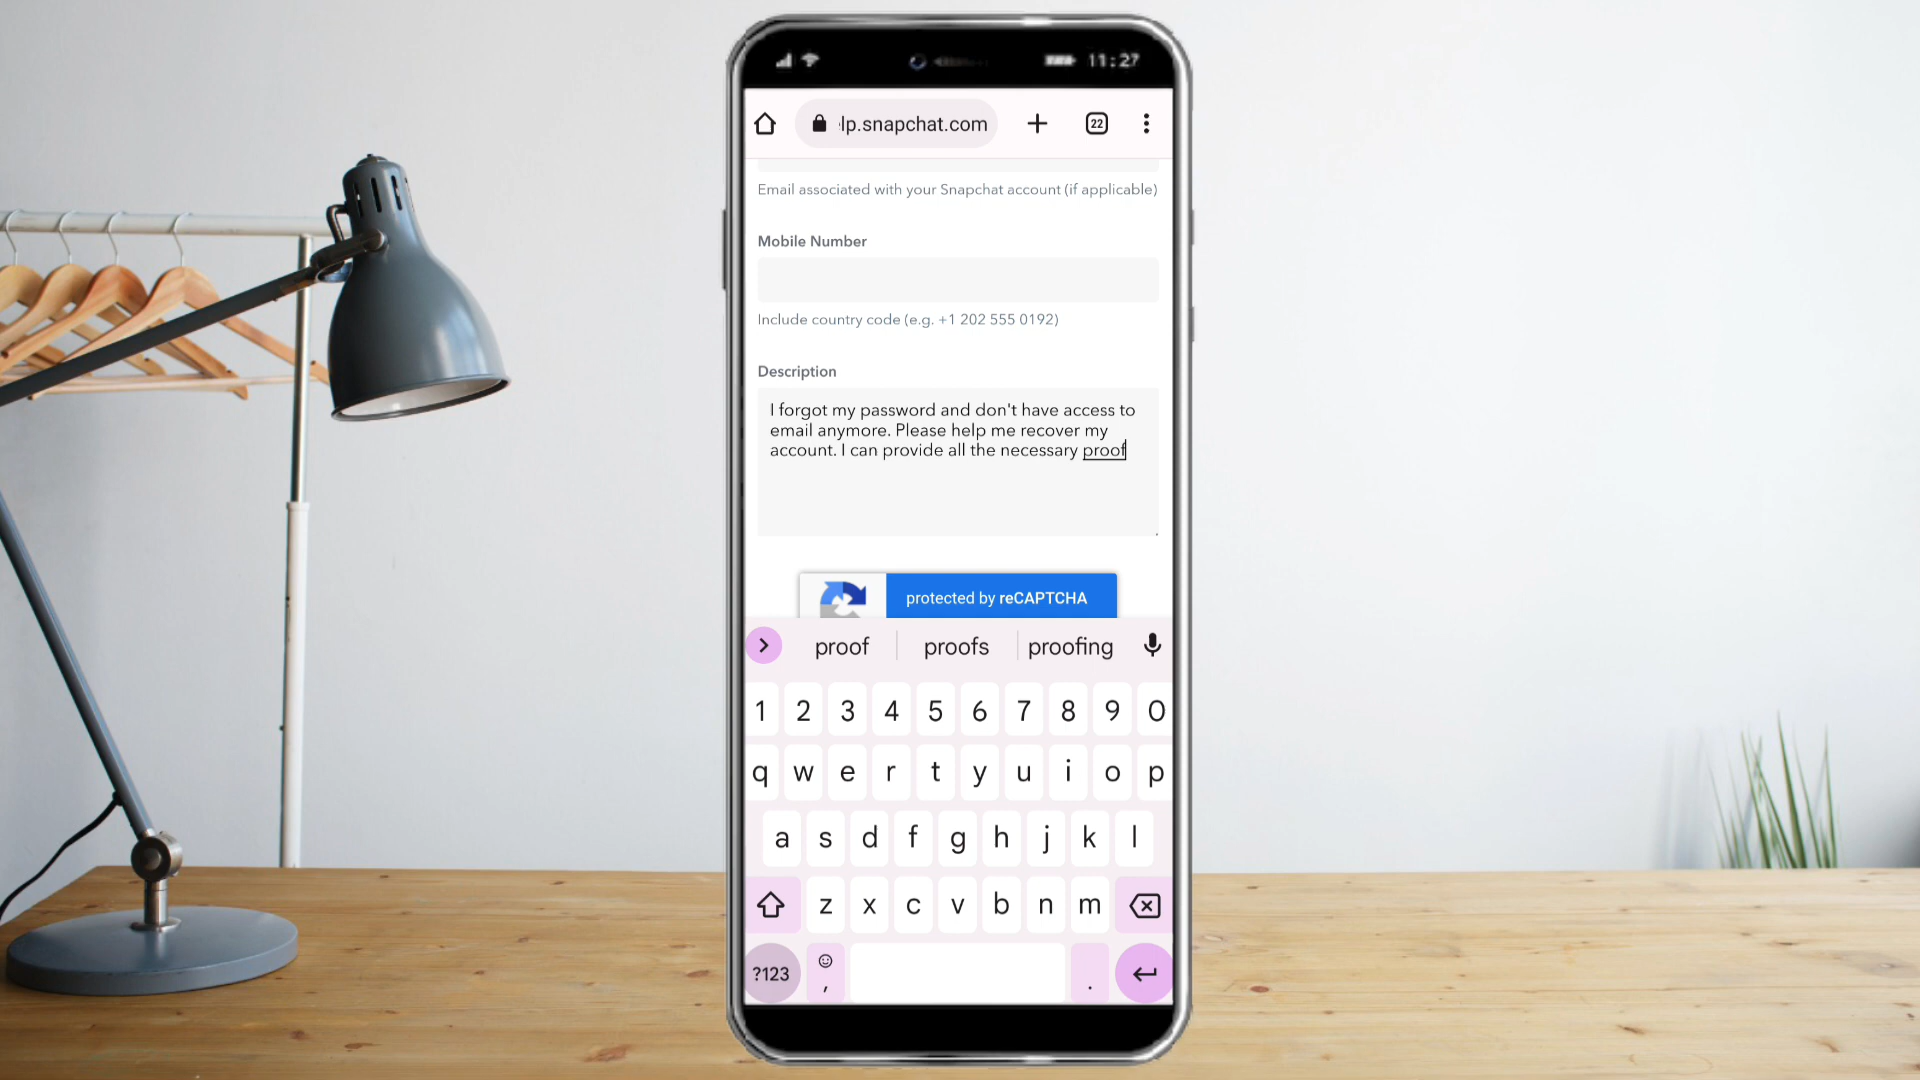 11:27
lp.snapchat.com
22
Email associated with your Snapchat account (if applicable)
Mobile Number
Include country code (e.g. +1 202 555 0192)
Description
I forgot my password and don't have access to
email anymore. Please help me recover my
account. I can provide all the necessary proof
protected by reCAPTCHA
proof proofs proofing
1 2 3 4 5 6 7 8 9 0
q w e r t y u i o p
a s d f g h j k l
z x c v b n m
?123 , .